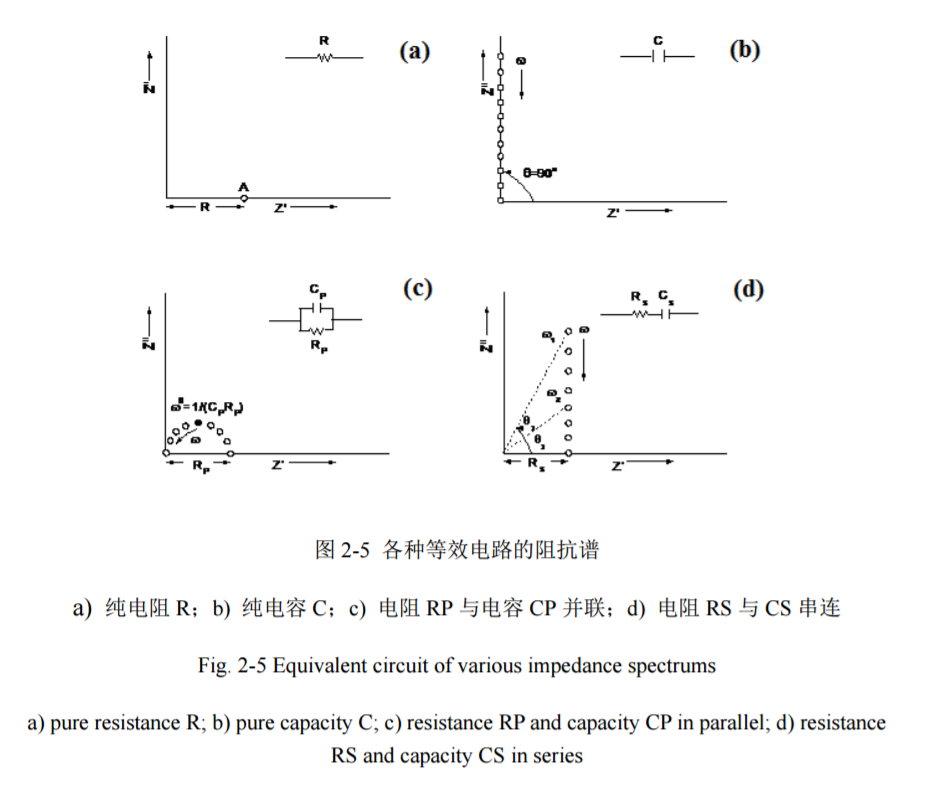 R
(a)
Z"
A
R
Z'
C
(b)
Z"
ω
θ=90°
Z'
Cp
(c)
Rp
Z"
ω*=1/(CpRp)
ω
Rp
Z'
Rs Cs
(d)
Z"
ω1
ω
ω2
θ
θ
Rs
Z'
图 2-5 各种等效电路的阻抗谱
a) 纯电阻 R；b) 纯电容 C；c) 电阻 RP 与电容 CP 并联；d) 电阻 RS 与 CS 串连
Fig. 2-5 Equivalent circuit of various impedance spectrums
a) pure resistance R; b) pure capacity C; c) resistance RP and capacity CP in parallel; d) resistance
RS and capacity CS in series